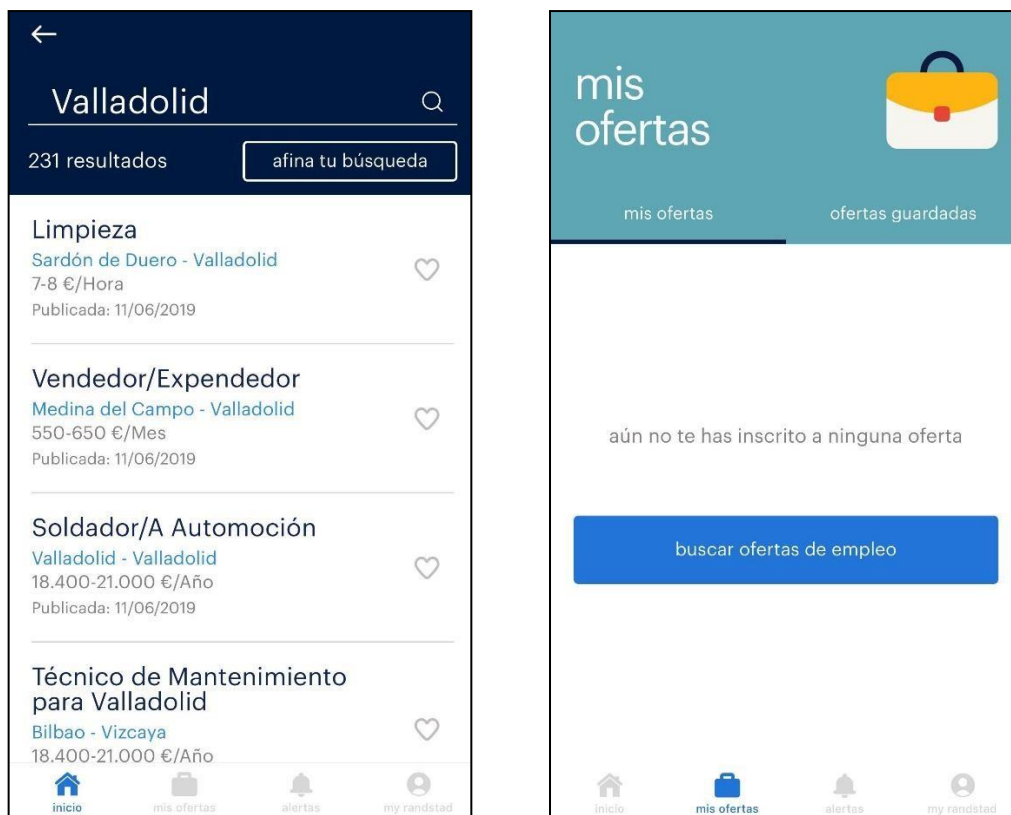 Valladolid
231 resultados
afina tu búsqueda
Limpieza
Sardón de Duero - Valladolid
7-8 €/Hora
Publicada: 11/06/2019
Vendedor/Expendedor
Medina del Campo - Valladolid
550-650 €/Mes
Publicada: 11/06/2019
Soldador/A Automoción
Valladolid - Valladolid
18.400-21.000 €/Año
Publicada: 11/06/2019
Técnico de Mantenimiento
para Valladolid
Bilbao - Vizcaya
18.400-21.000 €/Año
inicio mis ofertas alertas my randstad
mis
ofertas
mis ofertas ofertas guardadas
aún no te has inscrito a ninguna oferta
buscar ofertas de empleo
inicio mis ofertas alertas my randstad